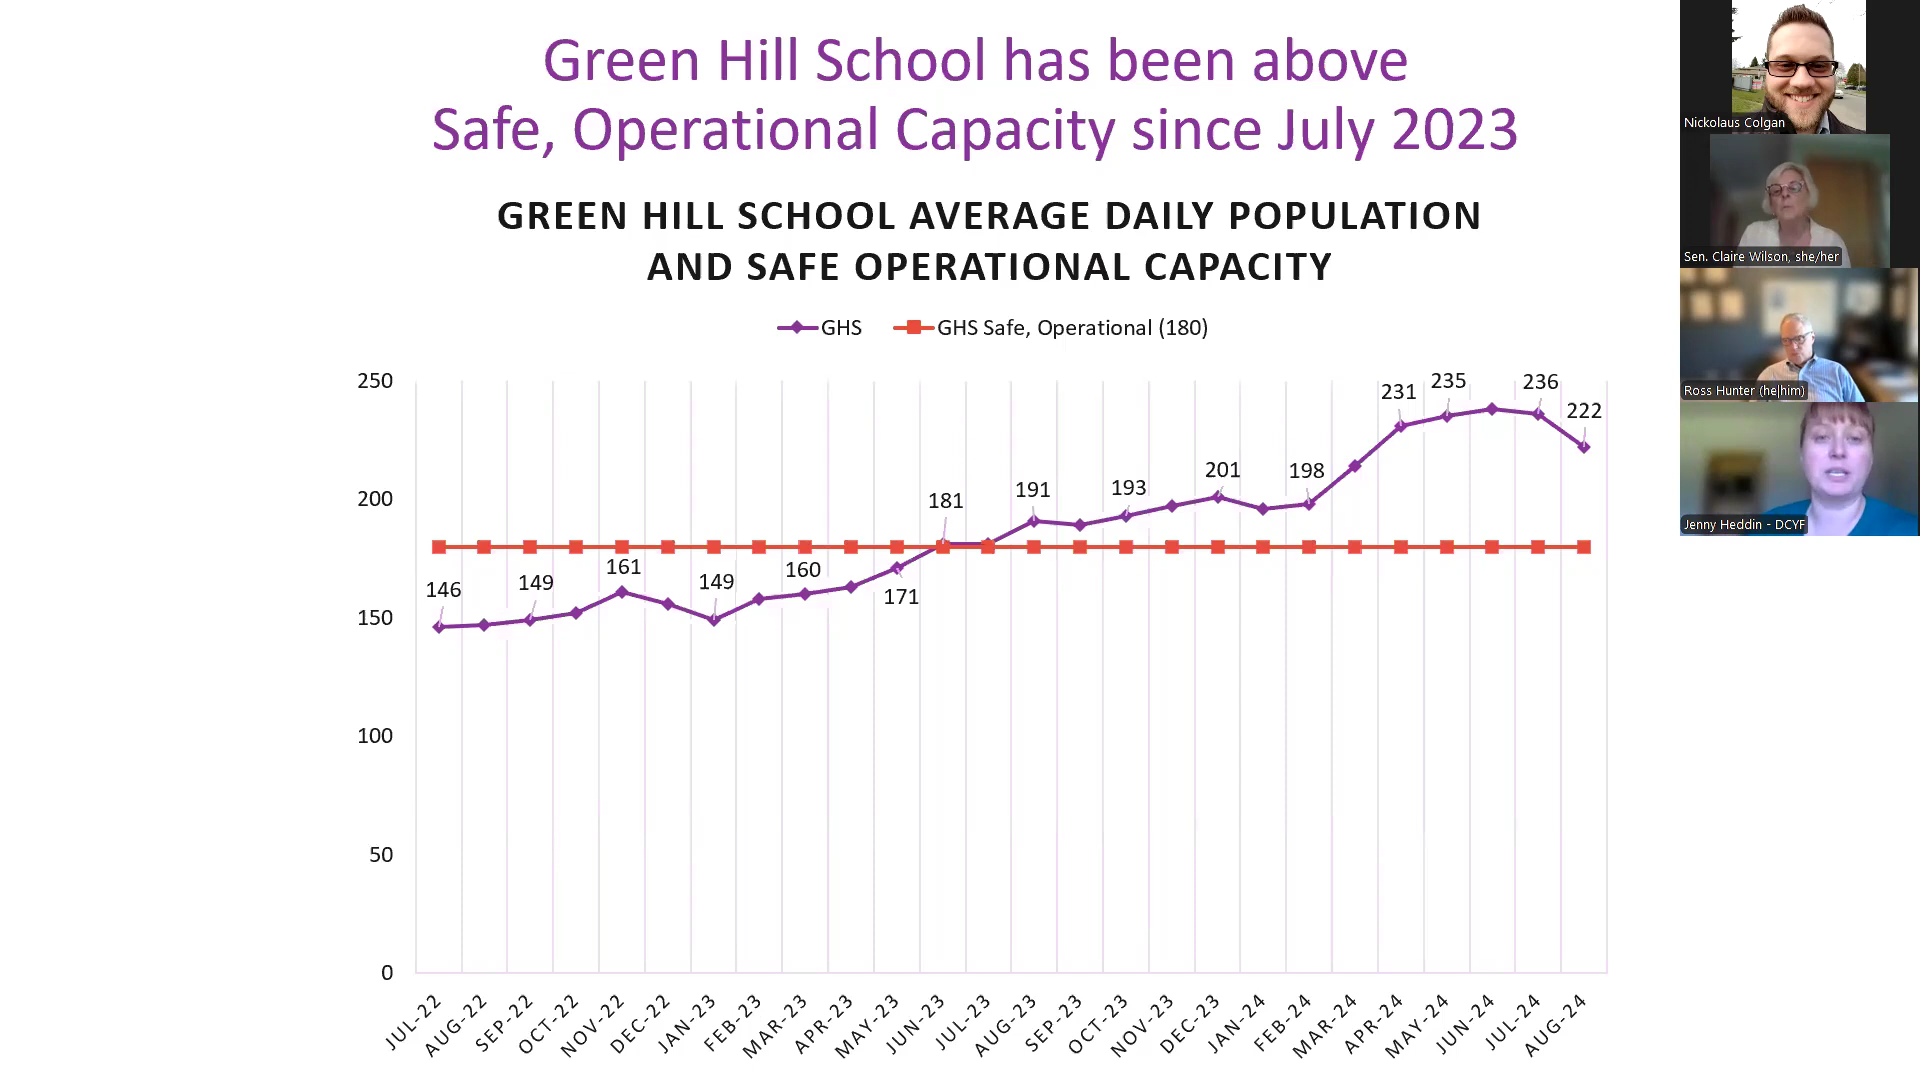 Green Hill School has been above
Safe, Operational Capacity since July 2023
GREEN HILL SCHOOL AVERAGE DAILY POPULATION
AND SAFE OPERATIONAL CAPACITY
GHS
GHS Safe, Operational (180)
250
200
150
100
50
0
146
149
161
149
160
171
181
191
193
201
198
231
235
236
222
JUL-22
AUG-22
SEP-22
OCT-22
NOV-22
DEC-22
JAN-23
FEB-23
MAR-23
APR-23
MAY-23
JUN-23
JUL-23
AUG-23
SEP-23
OCT-23
NOV-23
DEC-23
JAN-24
FEB-24
MAR-24
APR-24
MAY-24
JUN-24
JUL-24
AUG-24
Nickolaus Colgan
Sen. Claire Wilson, she/her
Ross Hunter (he|him)
Jenny Heddin - DCYF